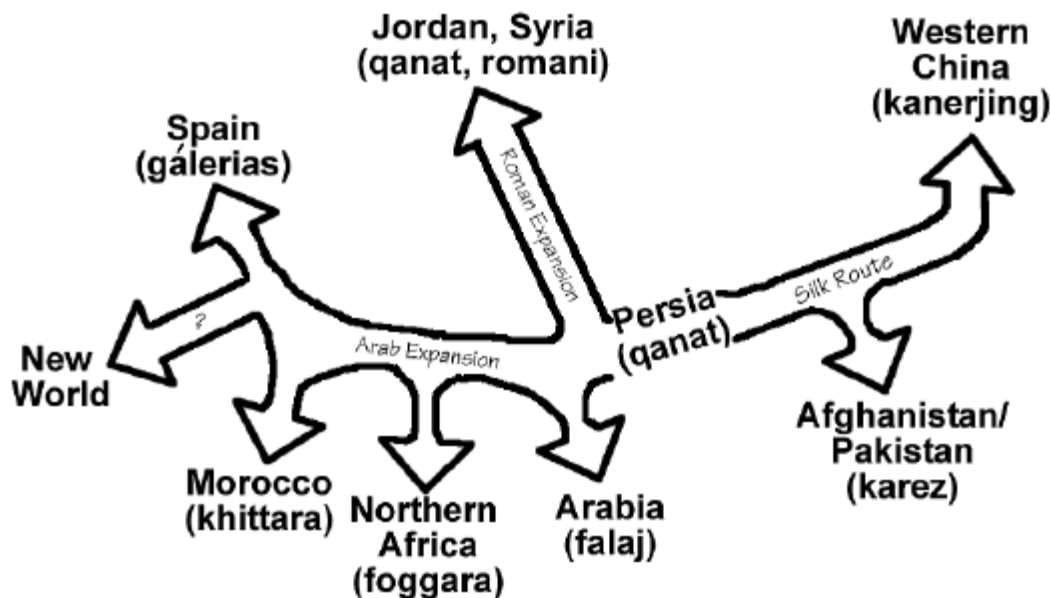 Jordan, Syria
(qanat, romani)
Western
China
(kanerjing)
Spain
(gálerias)
Roman Expansion
Silk Route
Persia
(qanat)
?
Arab Expansion
New
World
Afghanistan/
Pakistan
(karez)
Morocco
(khittara)
Northern
Africa
(foggara)
Arabia
(falaj)